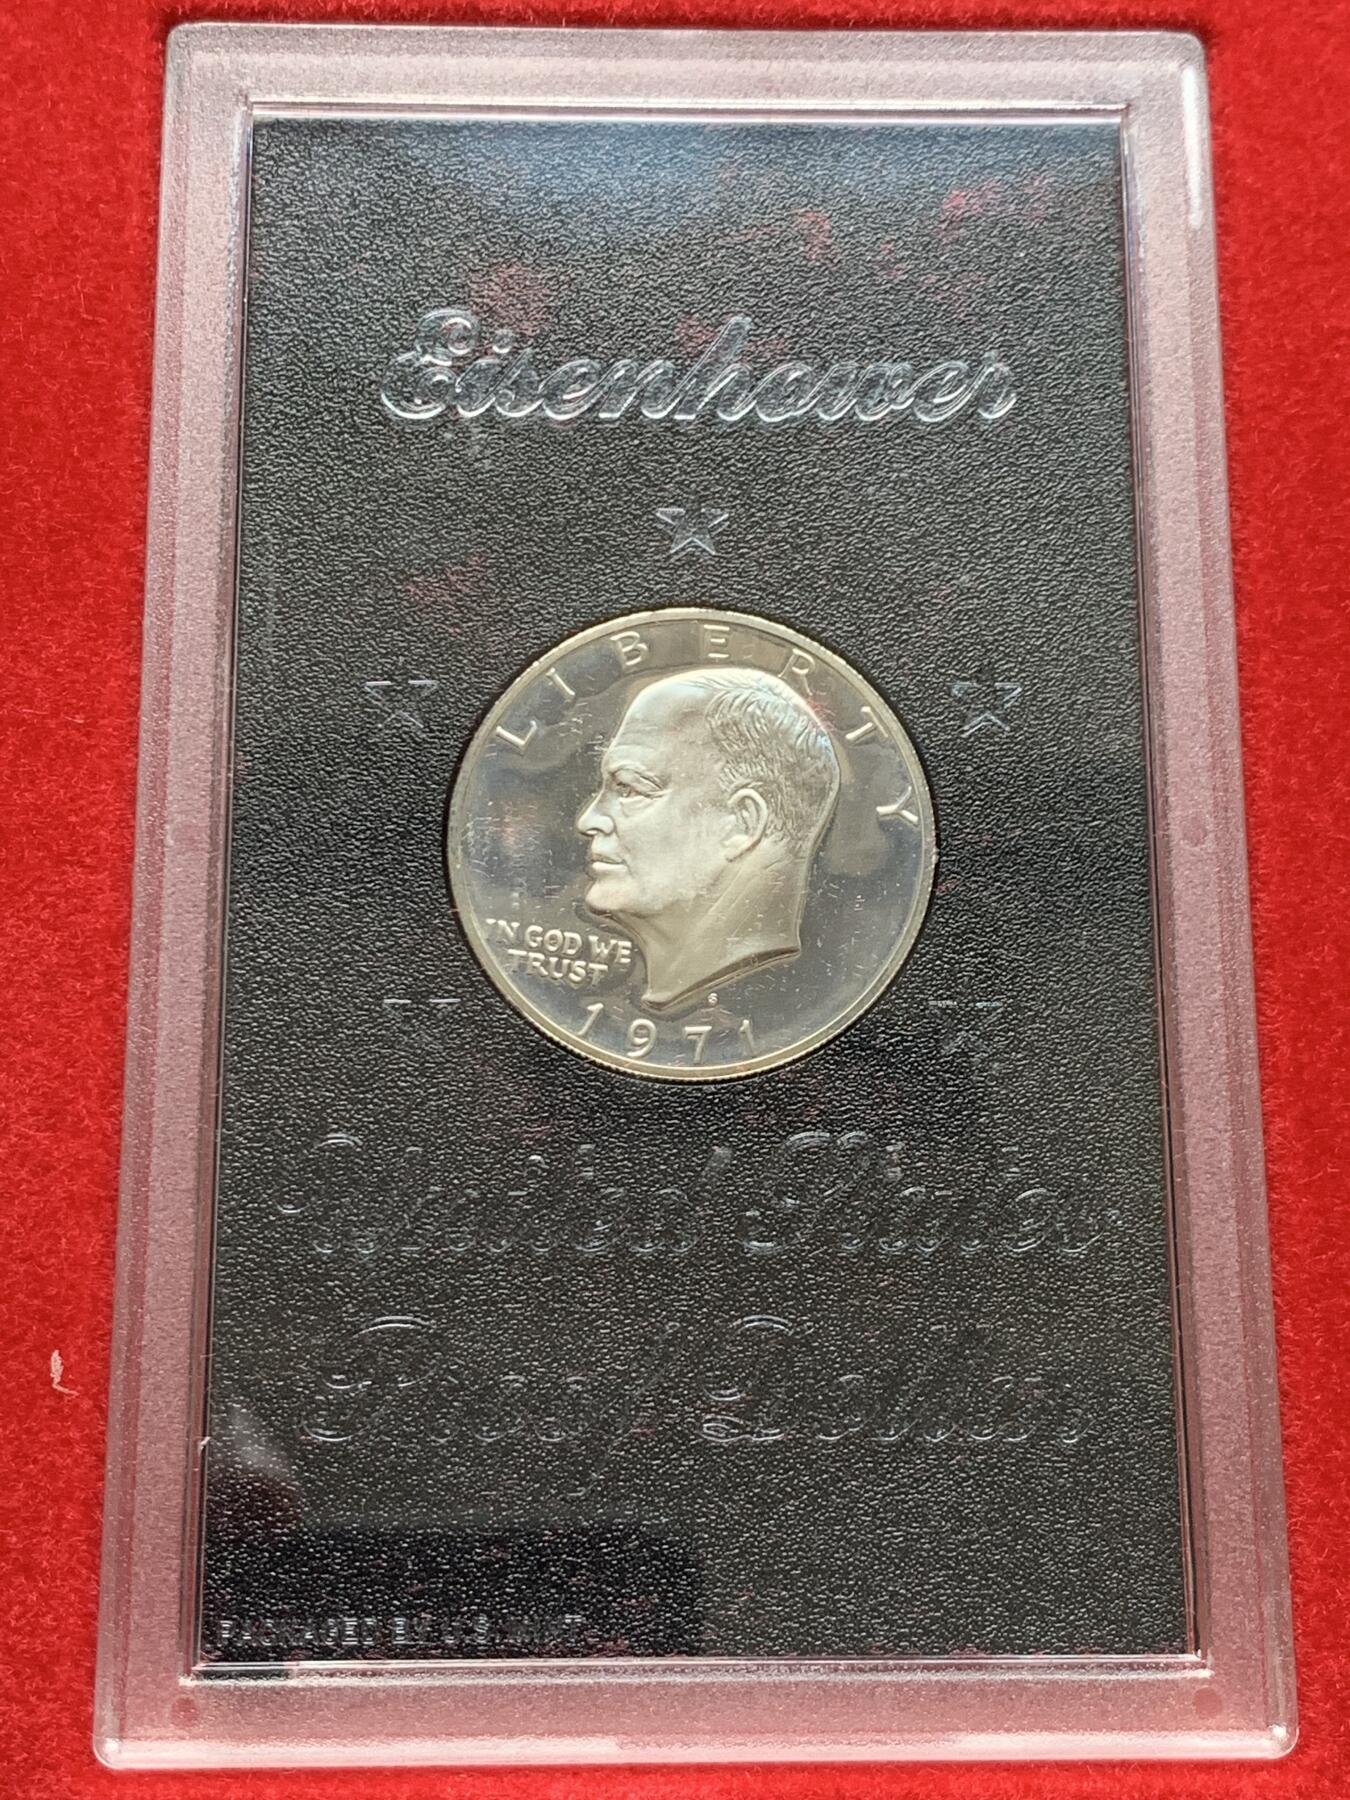 Eisenhower
LIBERTY
IN GOD WE
TRUST
S
1971
United States
Proof Dollar
PACKAGED BY U.S. MINT